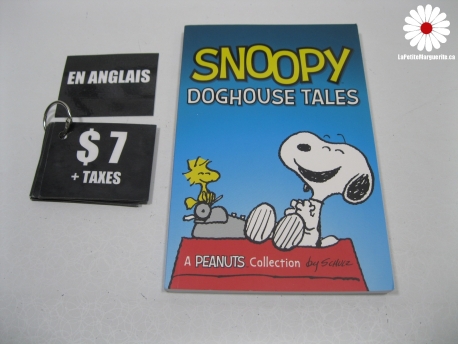 LaPetiteMarguerite.ca
EN ANGLAIS
$7
+ TAXES
SNOOPY
DOGHOUSE TALES
A PEANUTS Collection by Schulz